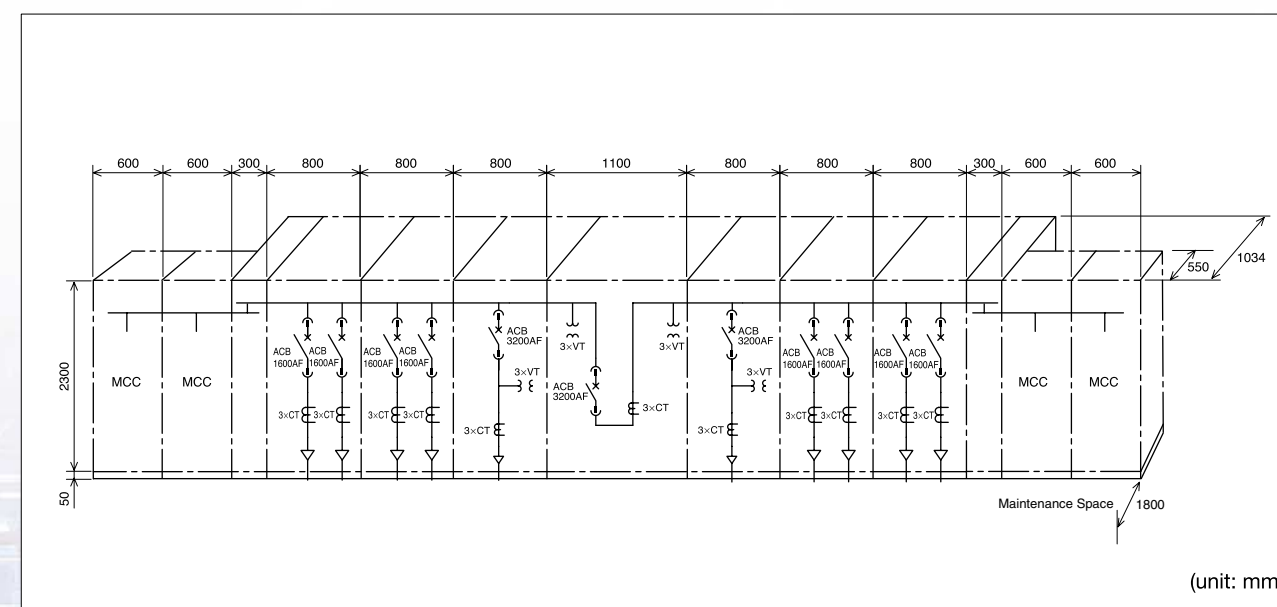 600 600 300 800 800 800 1100 800 800 800 300 600 600
550
1034
2300
50
MCC
MCC
ACB
1600AF
ACB
1600AF
3×CT
3×CT
ACB
1600AF
ACB
1600AF
3×CT
3×CT
ACB
3200AF
3×VT
3×CT
3×VT
ACB
3200AF
3×CT
3×VT
ACB
3200AF
3×VT
3×CT
ACB
1600AF
ACB
1600AF
3×CT
3×CT
ACB
1600AF
ACB
1600AF
3×CT
3×CT
MCC
MCC
Maintenance Space
1800
(unit: mm